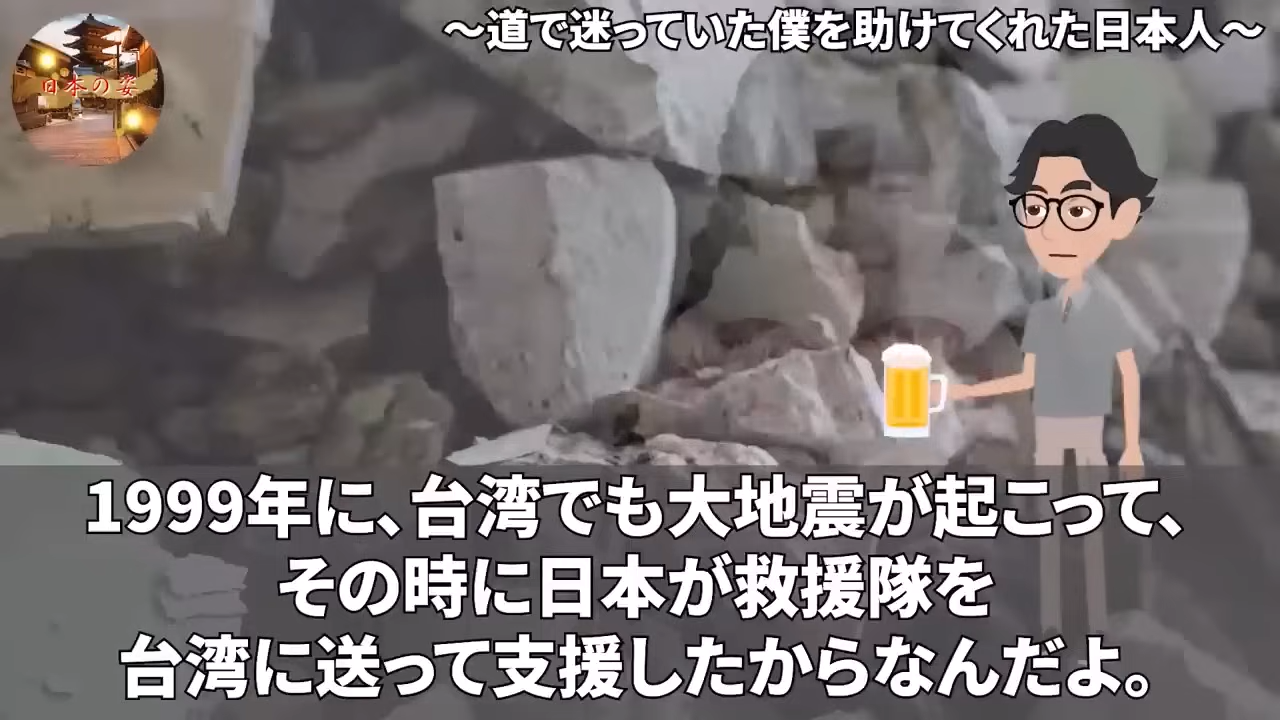 ～道で迷っていた僕を助けてくれた日本人～
日本の姿
1999年に、台湾でも大地震が起こって、
その時に日本が救援隊を
台湾に送って支援したからなんだよ。